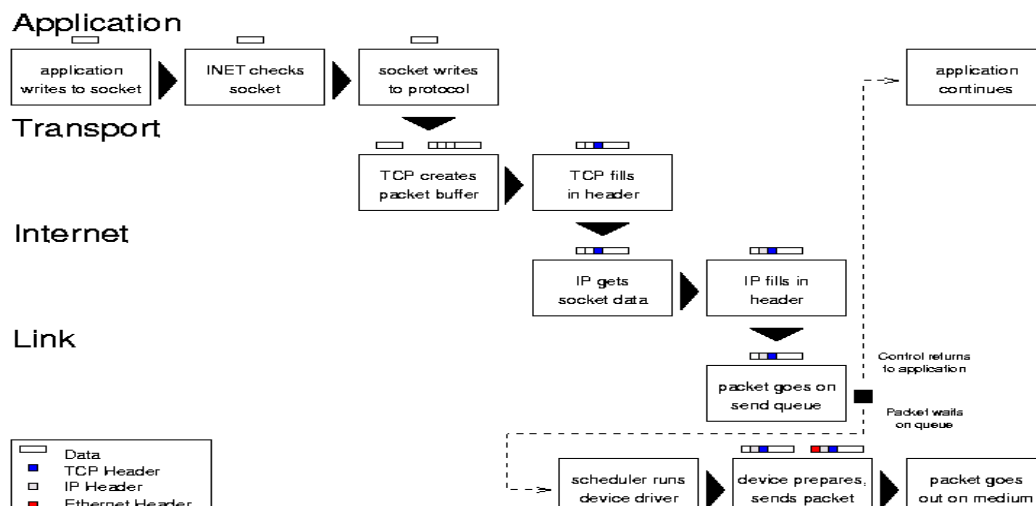 Application
application
writes to socket
INET checks
socket
socket writes
to protocol
application
continues
Transport
TCP creates
packet buffer
TCP fills
in header
Internet
IP gets
socket data
IP fills in
header
Link
packet goes on
send queue
Control returns
to application
Packet waits
on queue
Data
TCP Header
IP Header
Ethernet Header
scheduler runs
device driver
device prepares,
sends packet
packet goes
out on medium